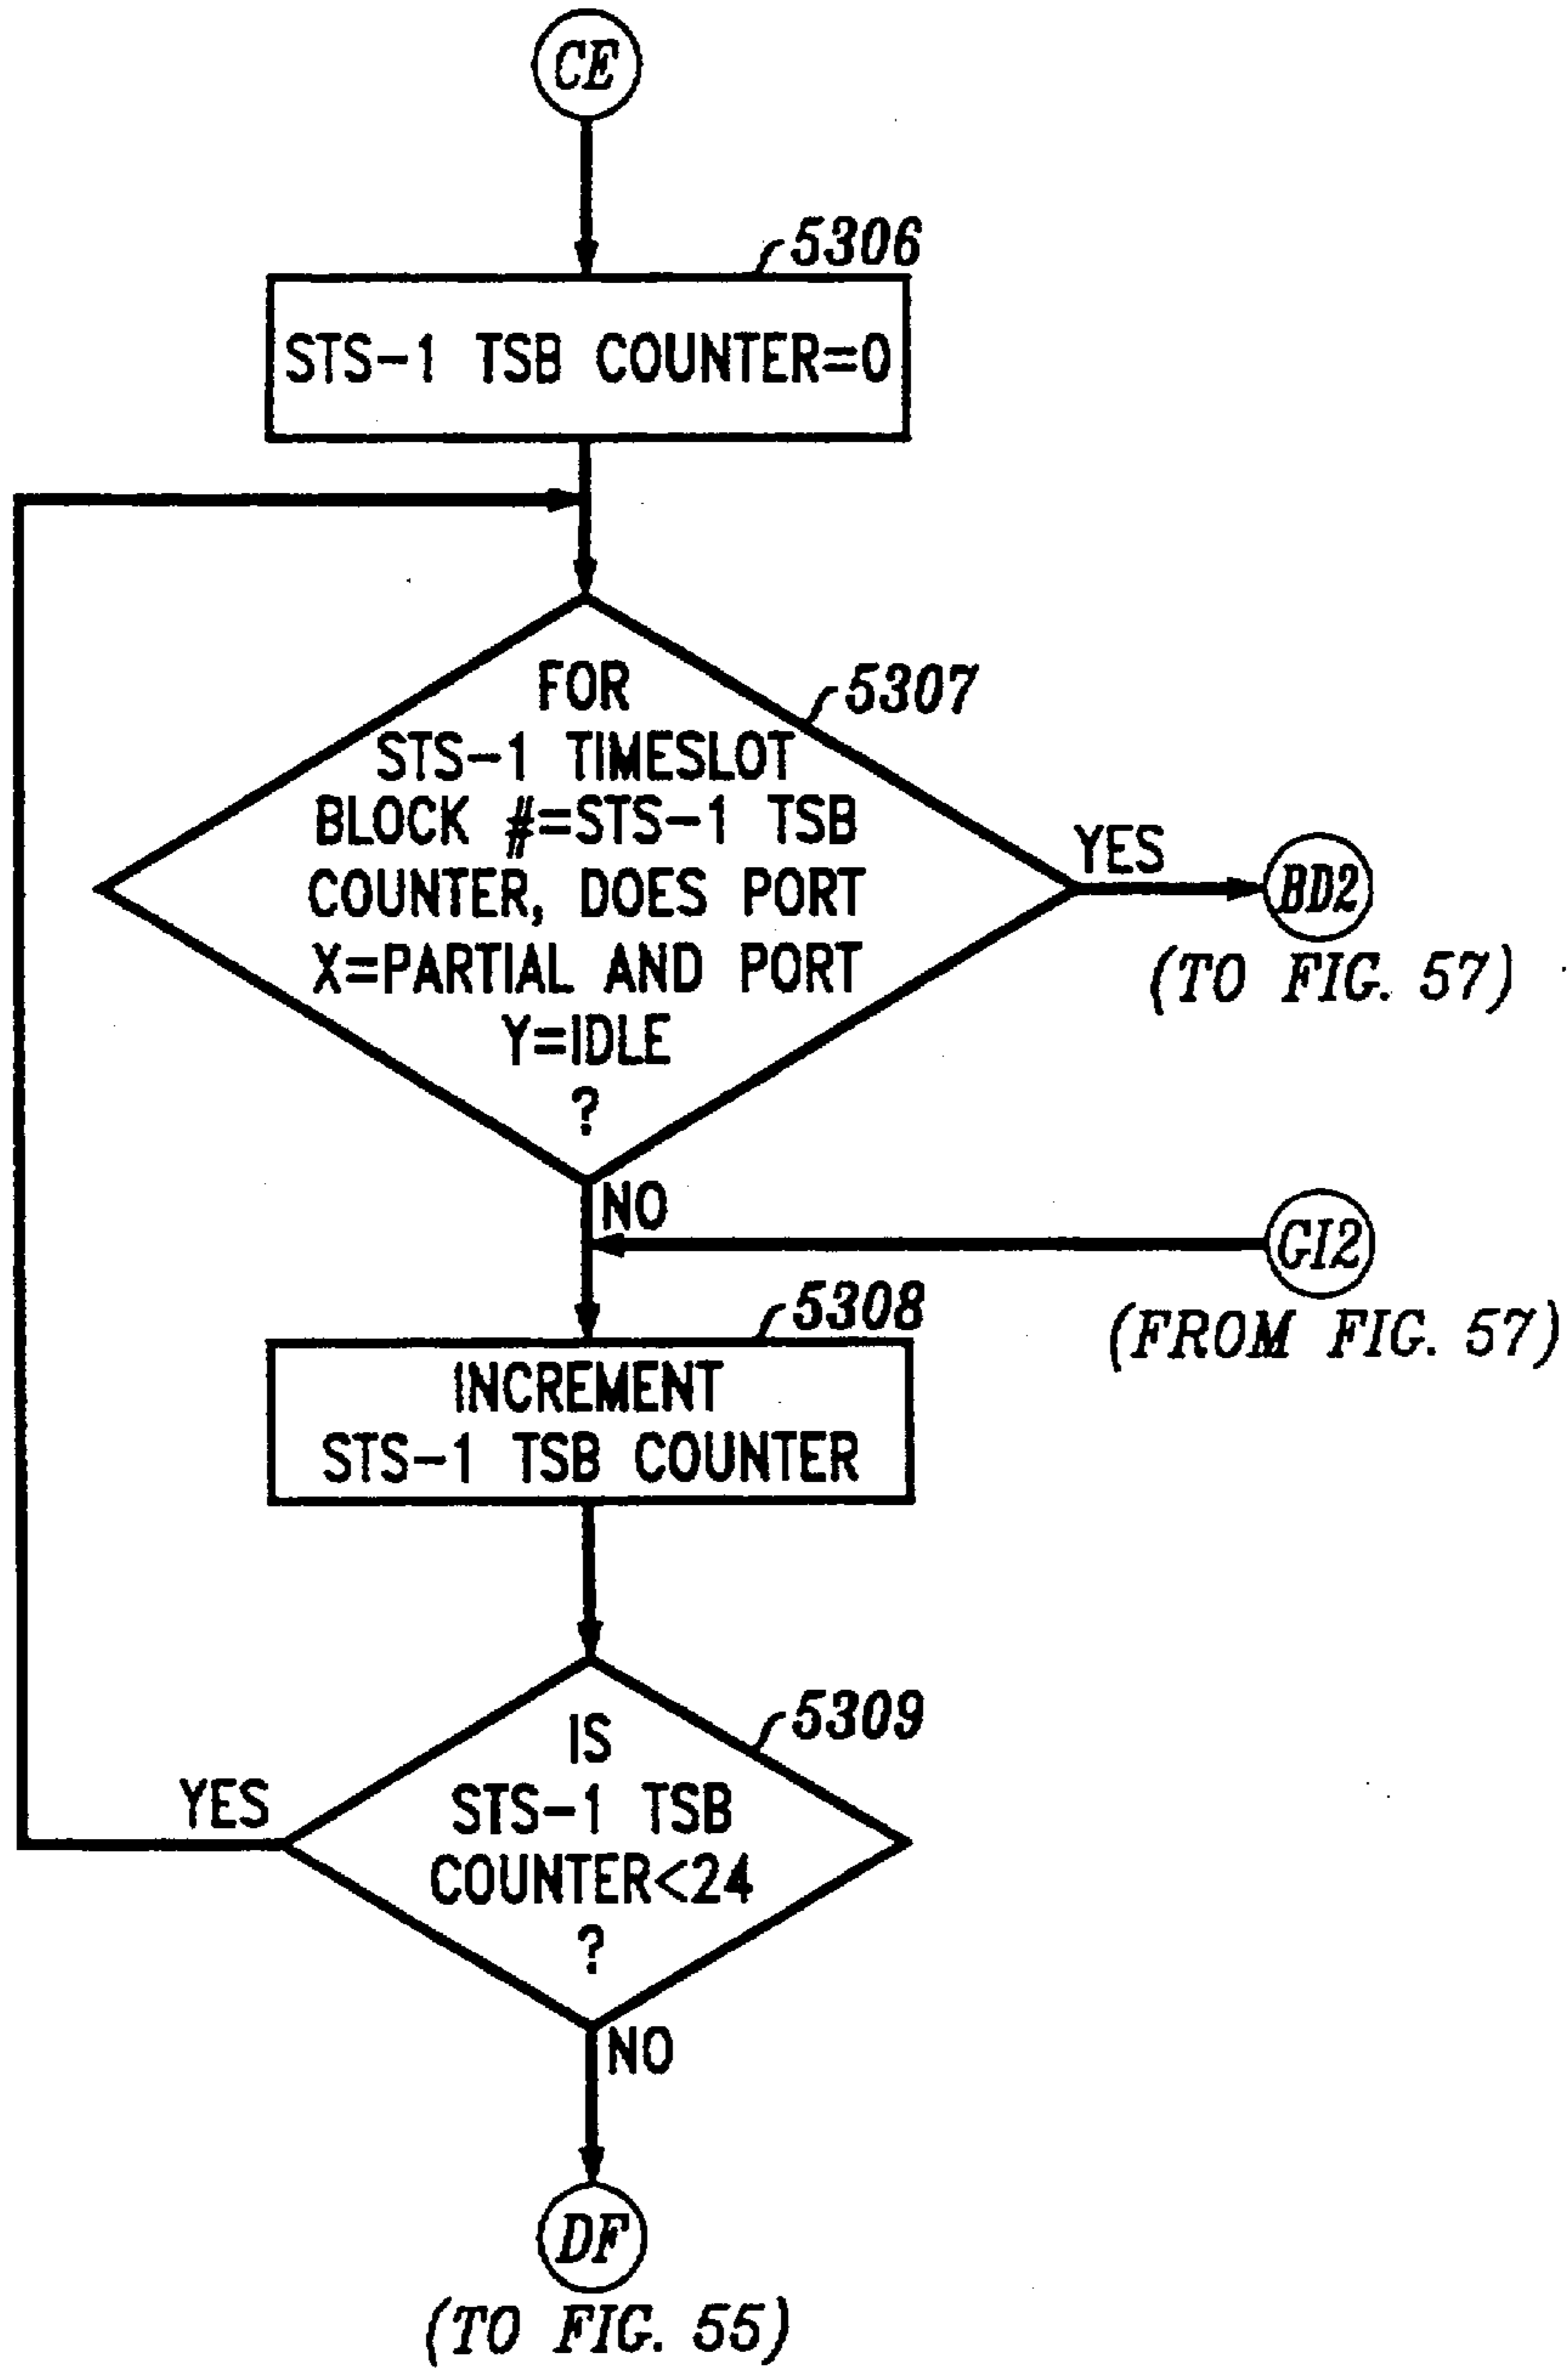 CE
5306
STS-1 TSB COUNTER=0
FOR
5307
STS-1 TIMESLOT
BLOCK #=STS-1 TSB
COUNTER, DOES PORT
X=PARTIAL AND PORT
Y=IDLE
?
YES
BD2
(TO FIG. 57)
NO
GI2
(FROM FIG. 57)
5308
INCREMENT
STS-1 TSB COUNTER
5309
IS
STS-1 TSB
COUNTER<24
?
YES
NO
DF
(TO FIG. 55)